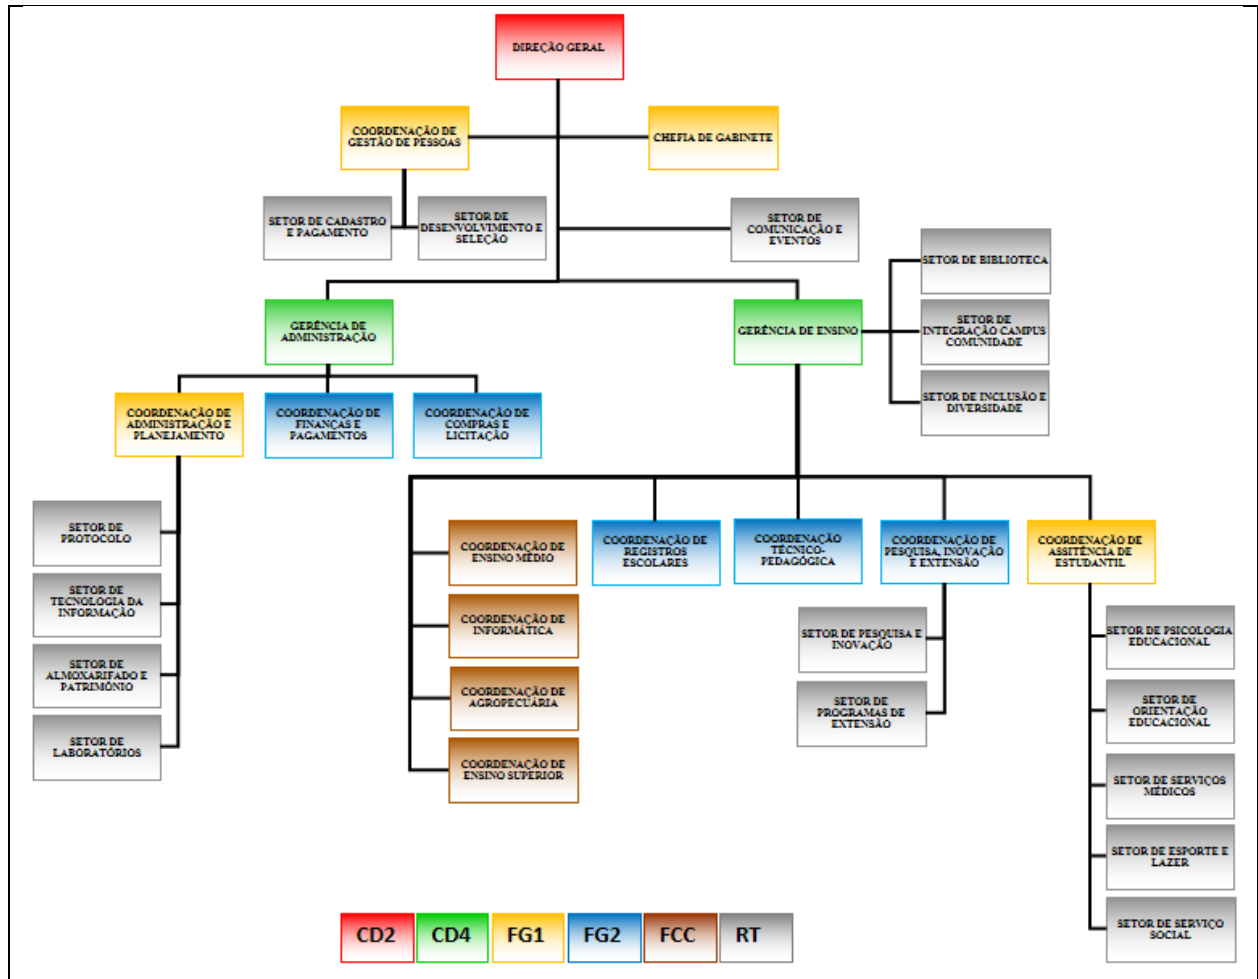 DIREÇÃO GERAL
COORDENAÇÃO DE
GESTÃO DE PESSOAS
CHEFIA DE GABINETE
SETOR DE CADASTRO
E PAGAMENTO
SETOR DE
DESENVOLVIMENTO E
SELEÇÃO
SETOR DE
COMUNICAÇÃO E
EVENTOS
SETOR DE BIBLIOTECA
GERÊNCIA DE
ADMINISTRAÇÃO
GERÊNCIA DE ENSINO
SETOR DE
INTEGRAÇÃO CAMPUS
COMUNIDADE
SETOR DE INCLUSÃO E
DIVERSIDADE
COORDENAÇÃO DE
ADMINISTRAÇÃO E
PLANEJAMENTO
COORDENAÇÃO DE
FINANÇAS E
PAGAMENTOS
COORDENAÇÃO DE
COMPRAS E
LICITAÇÃO
SETOR DE
PROTOCOLO
SETOR DE
TECNOLOGIA DA
INFORMAÇÃO
SETOR DE
ALMOXARIFADO E
PATRIMÔNIO
SETOR DE
LABORATÓRIOS
COORDENAÇÃO DE
ENSINO MÉDIO
COORDENAÇÃO DE
INFORMÁTICA
COORDENAÇÃO DE
AGROPECUÁRIA
COORDENAÇÃO DE
ENSINO SUPERIOR
COORDENAÇÃO DE
REGISTROS
ESCOLARES
COORDENAÇÃO
TÉCNICO-
PEDAGÓGICA
COORDENAÇÃO DE
PESQUISA, INOVAÇÃO
E EXTENSÃO
COORDENAÇÃO DE
ASSITÊNCIA DE
ESTUDANTIL
SETOR DE PESQUISA E
INOVAÇÃO
SETOR DE
PROGRAMAS DE
EXTENSÃO
SETOR DE PSICOLOGIA
EDUCACIONAL
SETOR DE
ORIENTAÇÃO
EDUCACIONAL
SETOR DE SERVIÇOS
MÉDICOS
SETOR DE ESPORTE E
LAZER
SETOR DE SERVIÇO
SOCIAL
CD2 CD4 FG1 FG2 FCC RT